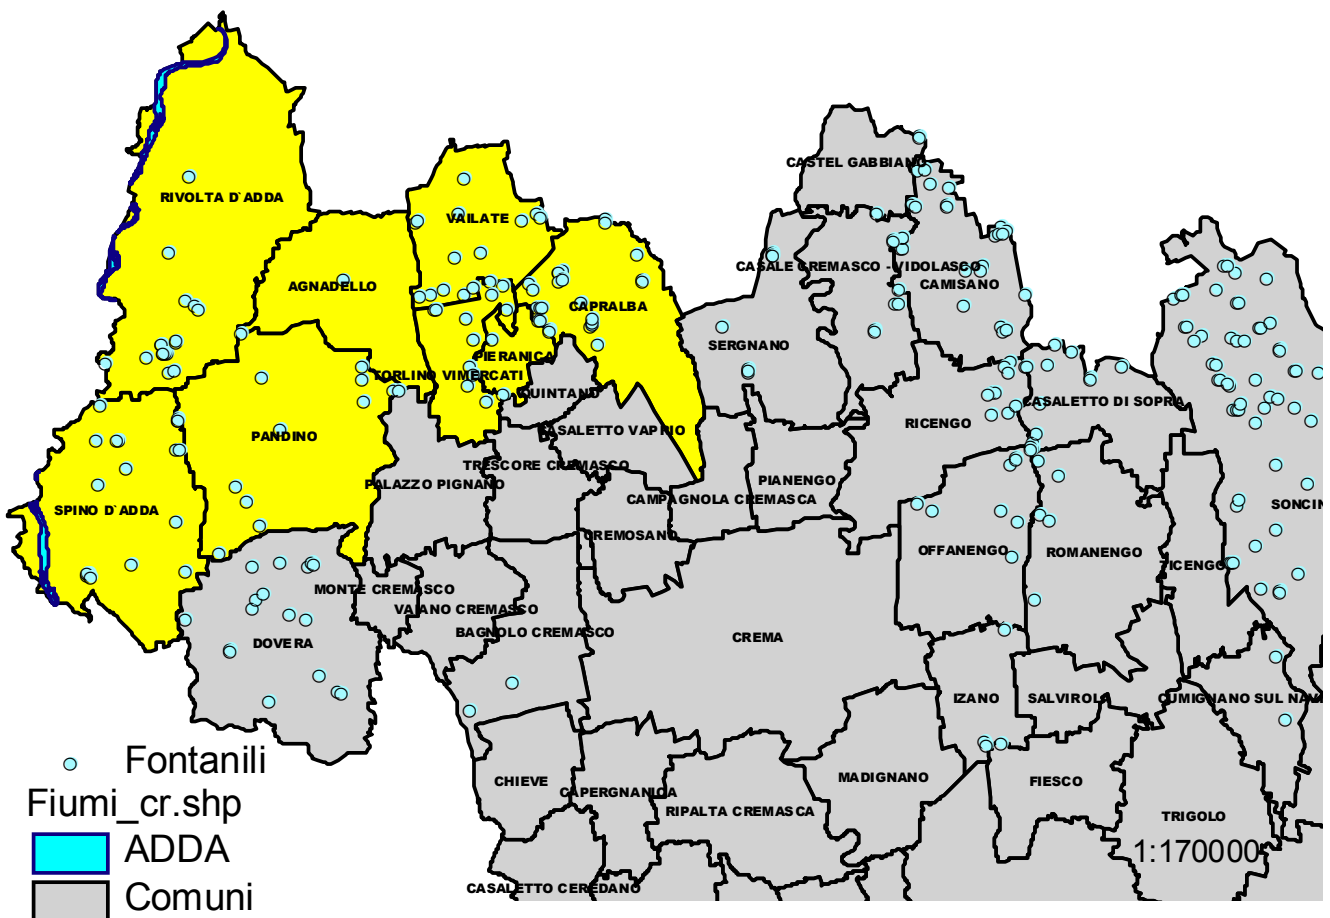 CASTEL GABBIANO
RIVOLTA D`ADDA
VAILATE
CASALE CREMASCO - VIDOLASCO
AGNADELLO
CAMISANO
CAPRALBA
SERGNANO
PIERANICA
TORLINO VIMERCATI
QUINTANO
CASALETTO DI SOPRA
RICENGO
PANDINO
CASALETTO VAPRIO
TRESCORE CREMASCO
PALAZZO PIGNANO
PIANENGO
CAMPAGNOLA CREMASCA
SPINO D`ADDA
SONCIN
CREMOSANO
OFFANENGO
ROMANENGO
TICENGO
MONTE CREMASCO
VAIANO CREMASCO
BAGNOLO CREMASCO
CREMA
DOVERA
IZANO
SALVIROLA
CUMIGNANO SUL NAV
Fontanili
CHIEVE
MADIGNANO
FIESCO
CAPERGNANICA
Fiumi_cr.shp
RIPALTA CREMASCA
TRIGOLO
ADDA
1:170000
CASALETTO CEREDANO
Comuni